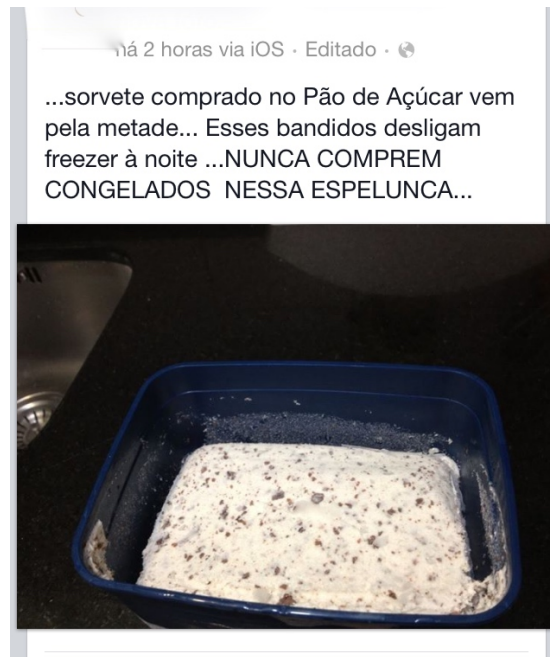 há 2 horas via iOS · Editado ·
...sorvete comprado no Pão de Açúcar vem
pela metade... Esses bandidos desligam
freezer à noite ...NUNCA COMPREM
CONGELADOS NESSA ESPELUNCA...